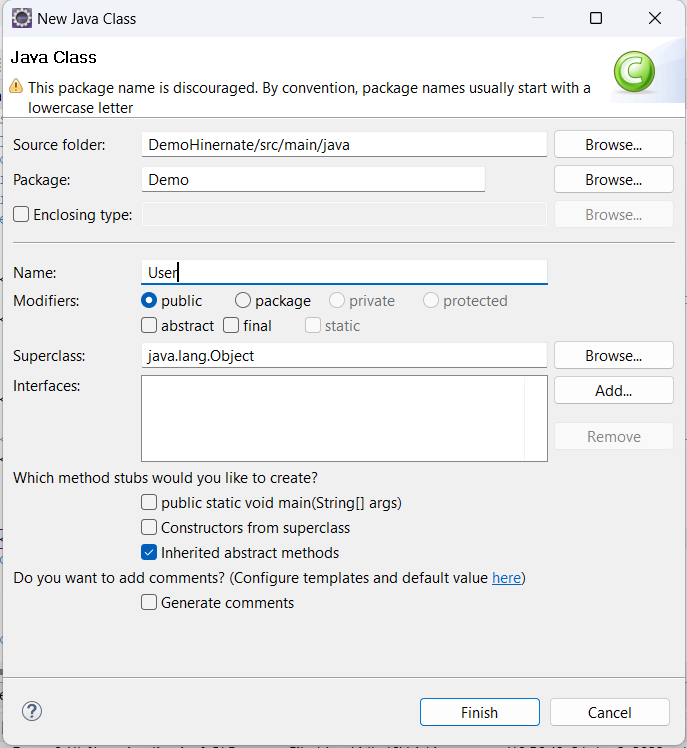 New Java Class
Java Class
This package name is discouraged. By convention, package names usually start with a
lowercase letter
Source folder: DemoHinernate/src/main/java Browse...
Package: Demo Browse...
Enclosing type: Browse...
Name: User
Modifiers: public package private protected
abstract final static
Superclass: java.lang.Object Browse...
Interfaces: Add...
Remove
Which method stubs would you like to create?
public static void main(String[] args)
Constructors from superclass
Inherited abstract methods
Do you want to add comments? (Configure templates and default value here)
Generate comments
? Finish Cancel